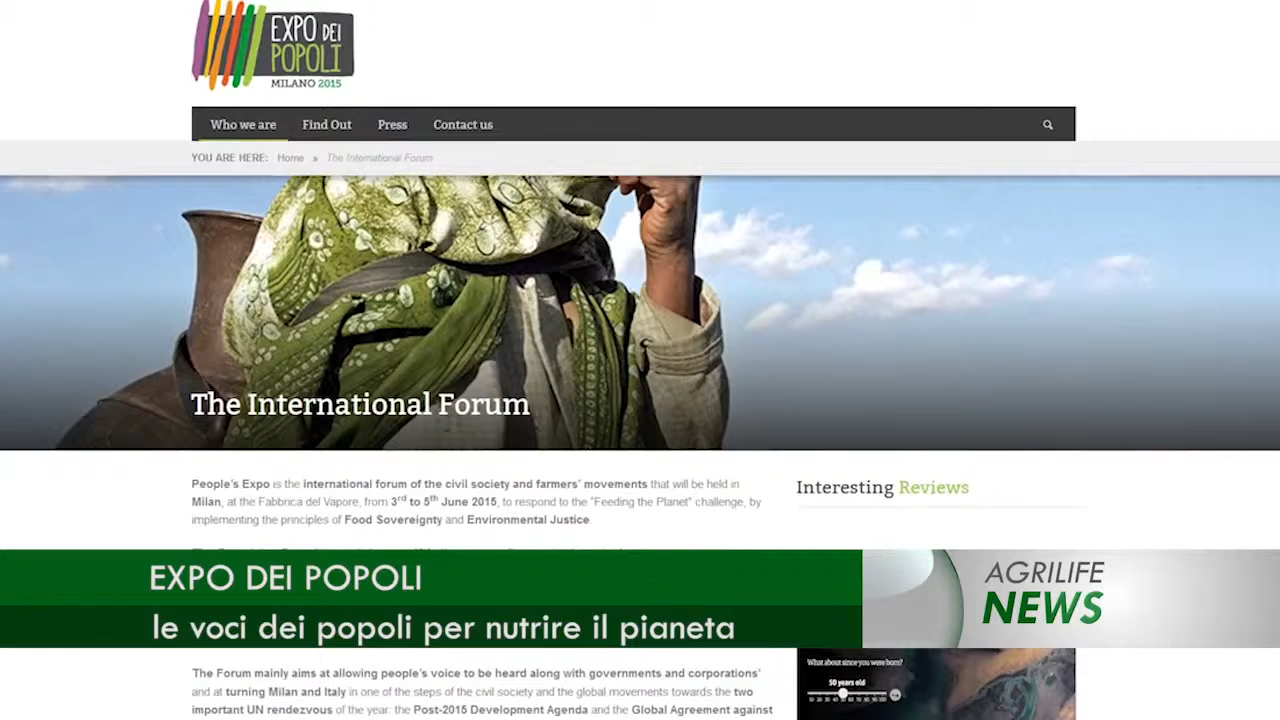 EXPO DEI
POPOLI
MILANO 2015
Who we are Find Out Press Contact us
YOU ARE HERE: Home » The International Forum
The International Forum
People's Expo is the international forum of the civil society and farmers' movements that will be held in
Milan, at the Fabbrica del Vapore, from 3rd to 5th June 2015, to respond to the "Feeding the Planet" challenge, by
implementing the principles of Food Sovereignty and Environmental Justice.
Interesting Reviews
EXPO DEI POPOLI
le voci dei popoli per nutrire il pianeta
AGRILIFE
NEWS
The Forum mainly aims at allowing people's voice to be heard along with governments and corporations'
and at turning Milan and Italy in one of the steps of the civil society and the global movements towards the two
important UN rendezvous of the year: the Post-2015 Development Agenda and the Global Agreement against
What about since you were born?
50 years old